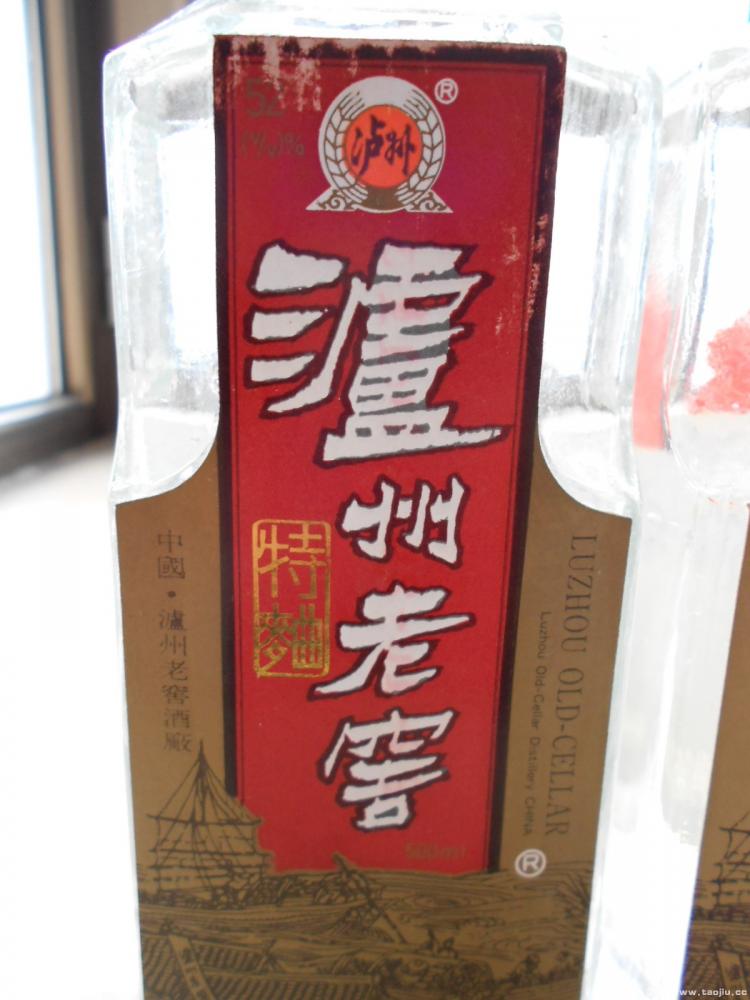 52
(V/V)%
泸州
®
瀘州老窖
特麯
中國·瀘州老窖酒廠
LUZHOU OLD-CELLAR
Luzhou Old-Cellar Distillery CHINA
500ml
®
www.taojiu.cc